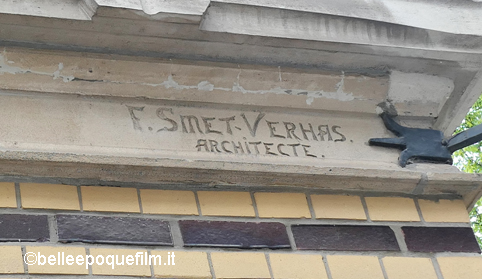 F. SMET-VERHAS.
ARCHITECTE.
©belleepoquefilm.it